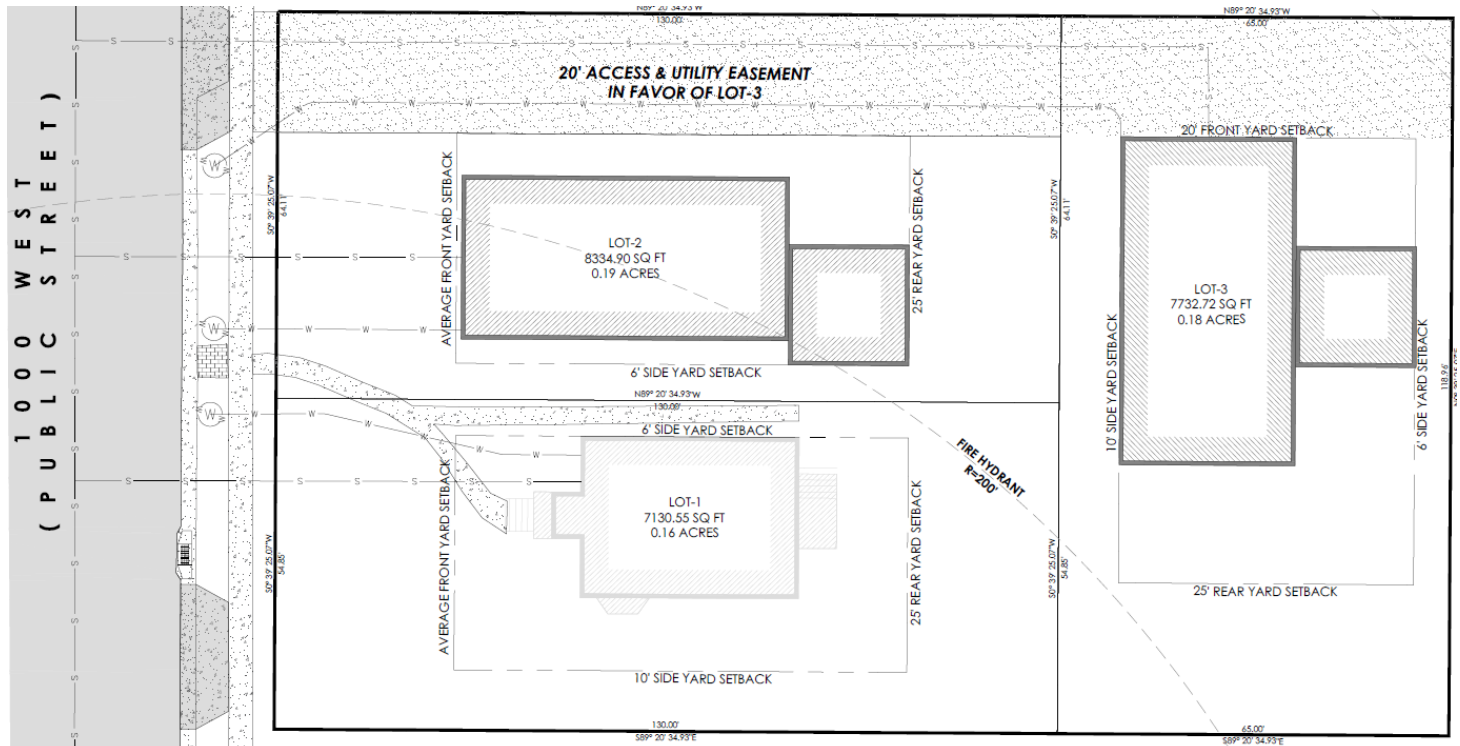 N89° 20' 34.93"W
130.00'
N89° 20' 34.93"W
65.00'
20' ACCESS & UTILITY EASEMENT
IN FAVOR OF LOT-3
1000 WEST
(PUBLIC STREET)
20' FRONT YARD SETBACK
S0° 39' 25.07"W
64.11'
AVERAGE FRONT YARD SETBACK
LOT-2
8334.90 SQ FT
0.19 ACRES
25' REAR YARD SETBACK
S0° 39' 25.07"W
64.11'
10' SIDE YARD SETBACK
LOT-3
7732.72 SQ FT
0.18 ACRES
6' SIDE YARD SETBACK
118.96'
6' SIDE YARD SETBACK
N89° 20' 34.93"W
130.00'
6' SIDE YARD SETBACK
S0° 39' 25.07"W
54.85'
AVERAGE FRONT YARD SETBACK
LOT-1
7130.55 SQ FT
0.16 ACRES
25' REAR YARD SETBACK
FIRE HYDRANT
R=200'
S0° 39' 25.07"W
54.85'
25' REAR YARD SETBACK
10' SIDE YARD SETBACK
130.00'
S89° 20' 34.93"E
65.00'
S89° 20' 34.93"E